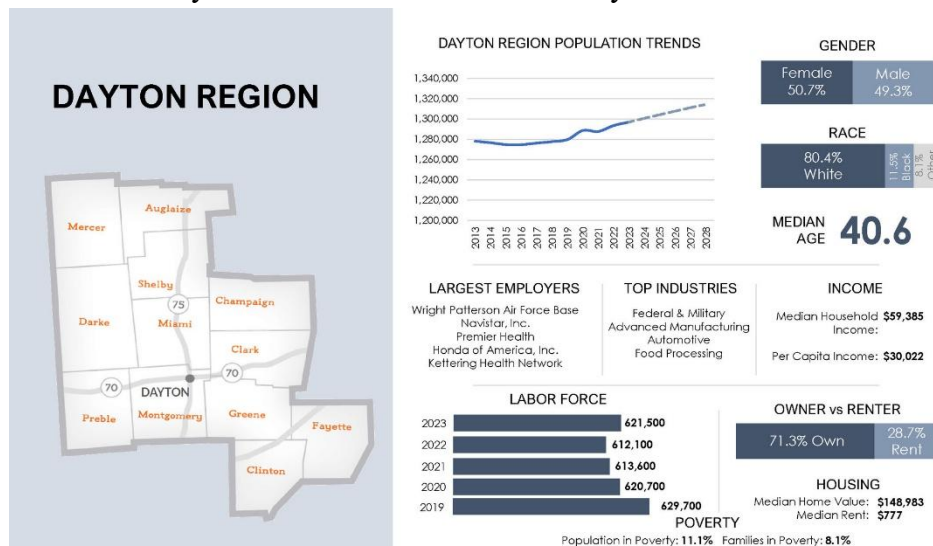 DAYTON REGION
Mercer
Auglaize
Shelby
75
Champaign
Darke
Miami
Clark
70
70
DAYTON
Preble
Montgomery
Greene
Fayette
Clinton
DAYTON REGION POPULATION TRENDS
1,340,000
1,320,000
1,300,000
1,280,000
1,260,000
1,240,000
1,220,000
1,200,000
2013
2014
2015
2016
2017
2018
2019
2020
2021
2022
2023
2024
2025
2026
2027
2028
GENDER
Female
50.7%
Male
49.3%
RACE
80.4%
White
11.5%
Black
8.1%
Other
MEDIAN
AGE
40.6
LARGEST EMPLOYERS
Wright Patterson Air Force Base
Navistar, Inc.
Premier Health
Honda of America, Inc.
Kettering Health Network
TOP INDUSTRIES
Federal & Military
Advanced Manufacturing
Automotive
Food Processing
INCOME
Median Household $59,385
Income:
Per Capita Income: $30,022
LABOR FORCE
2023 621,500
2022 612,100
2021 613,600
2020 620,700
2019 629,700
OWNER vs RENTER
71.3% Own
28.7%
Rent
HOUSING
Median Home Value: $148,983
Median Rent: $777
POVERTY
Population in Poverty: 11.1% Families in Poverty: 8.1%